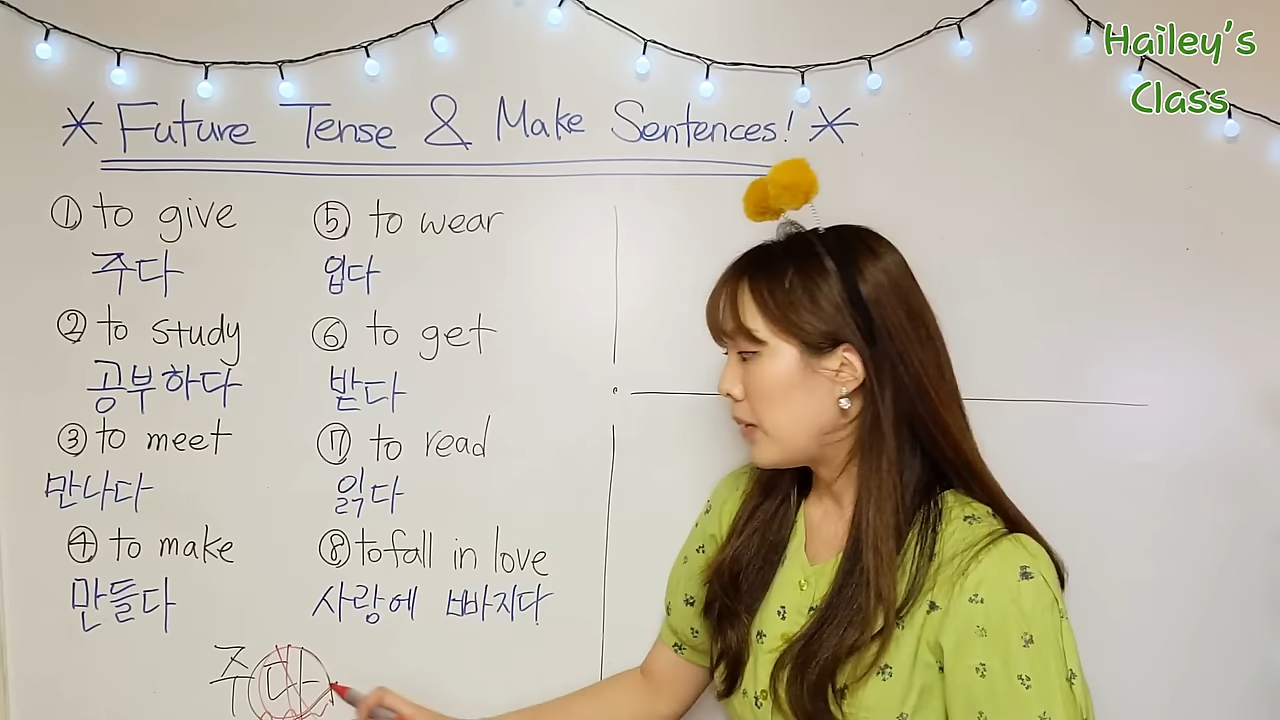 Hailey's
Class
* Future Tense & Make Sentences! *
① to give
주다
② to study
공부하다
③ to meet
만나다
④ to make
만들다
⑤ to wear
입다
⑥ to get
받다
⑦ to read
읽다
⑧ to fall in love
사랑에 빠지다
주다